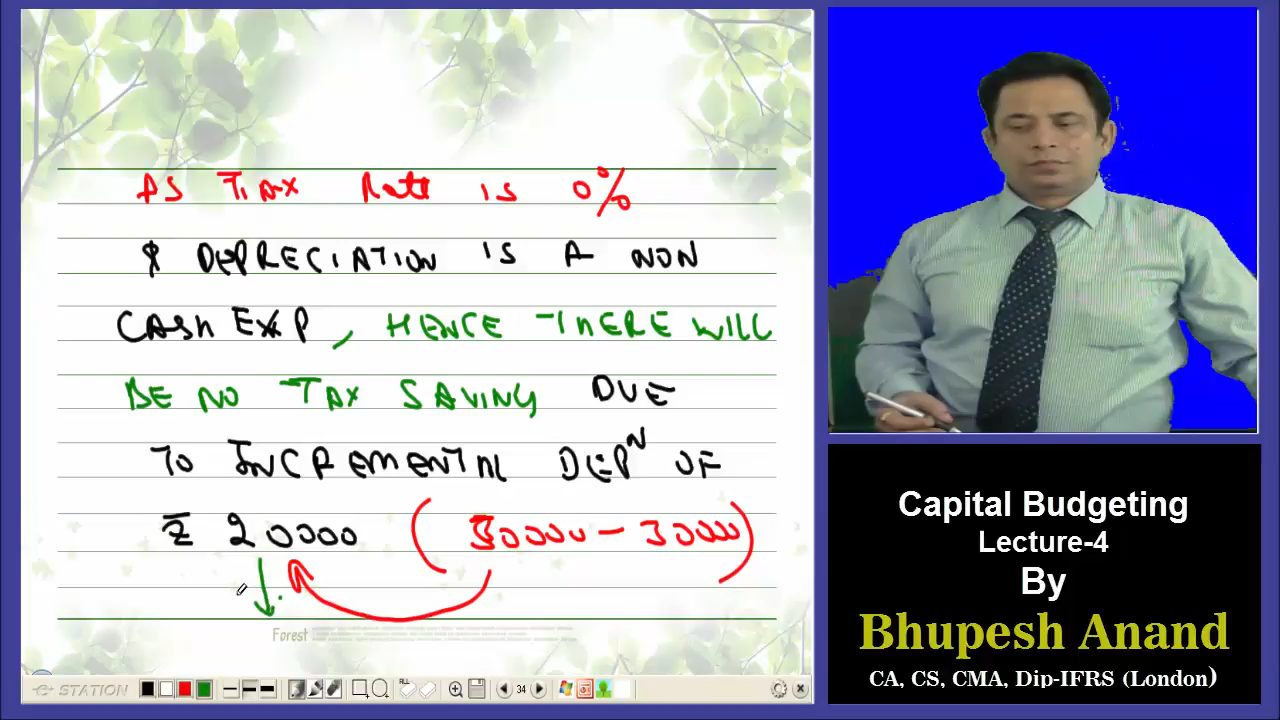 AS TAX Rate is 0%
& DEPRECIATION IS A NON
CASH EXP, HENCE THERE WILL
BE NO TAX SAVING DUE
TO INCREMENTAL DEPN OF
₹ 20000 (50000 - 30000)
Forest
STATION
ALL
34
Capital Budgeting
Lecture-4
By
Bhupesh Anand
CA, CS, CMA, Dip-IFRS (London)